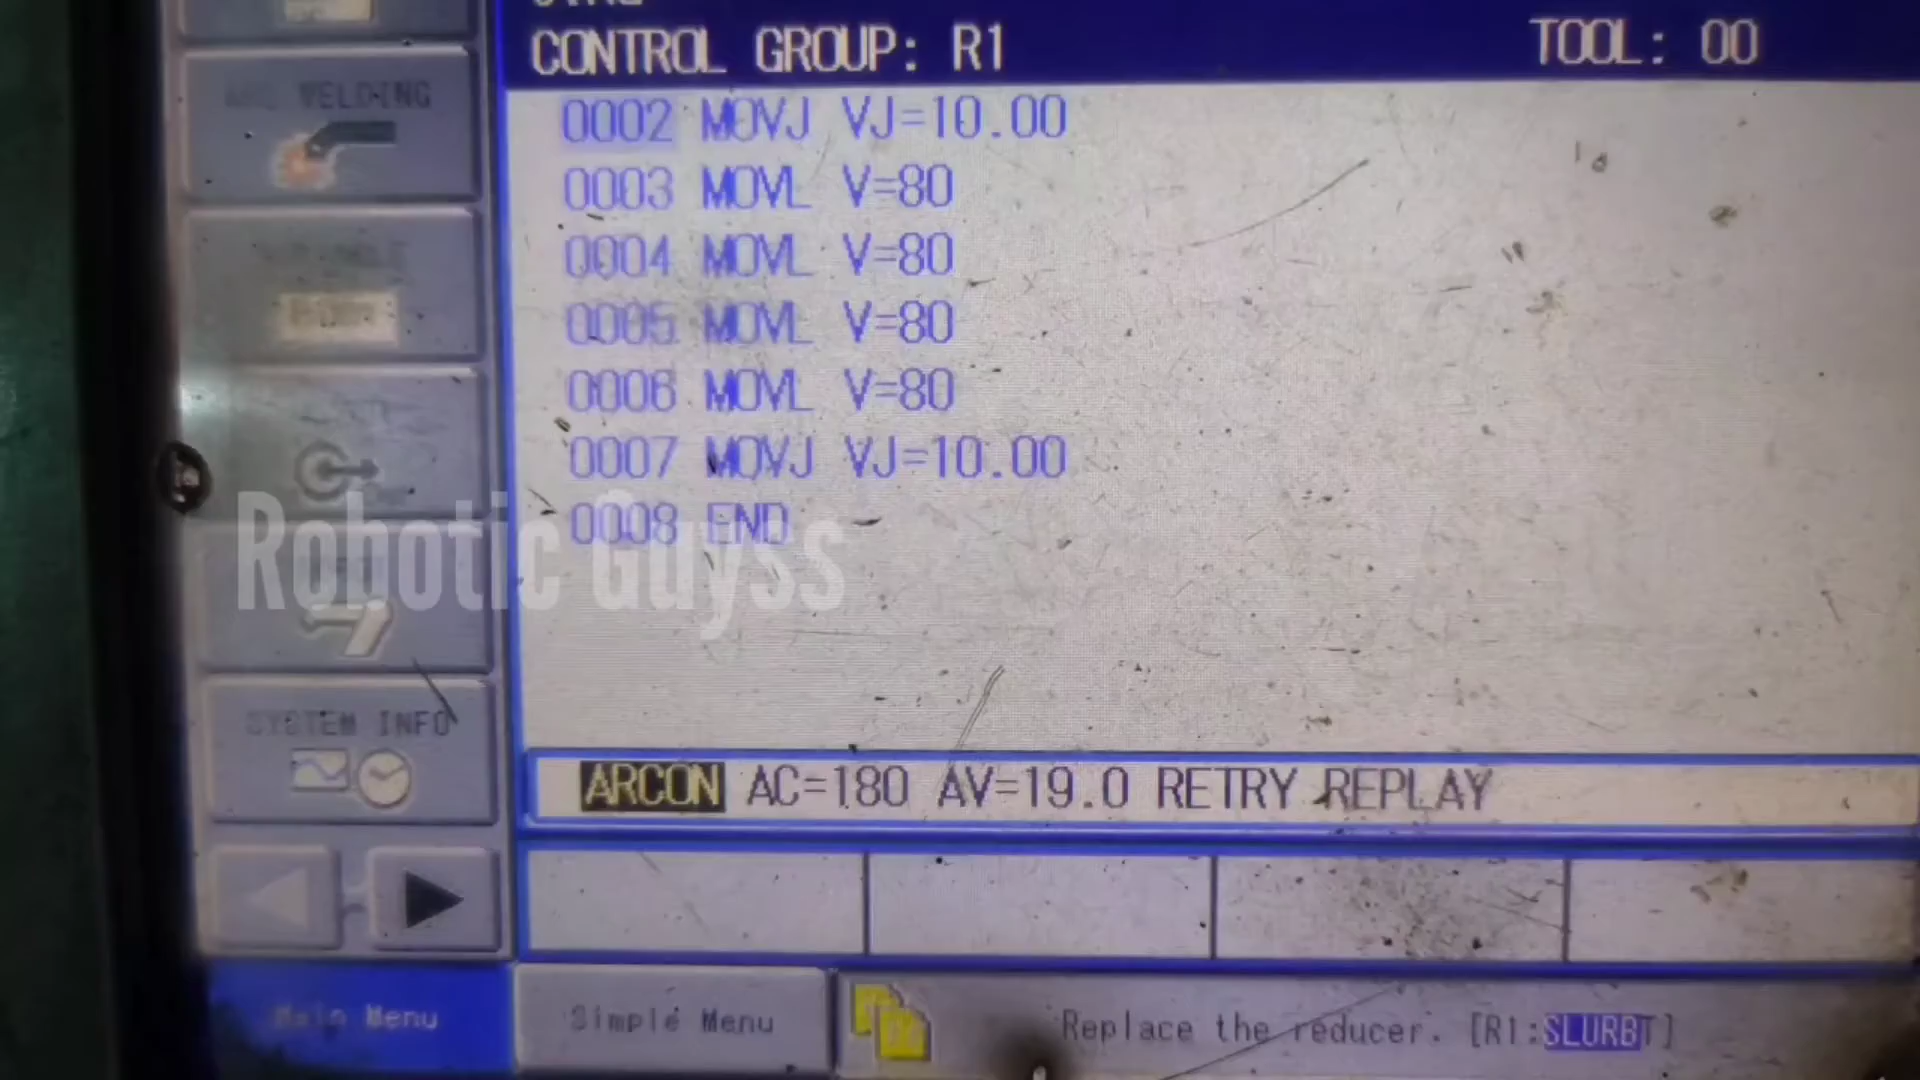 CONTROL GROUP: R1 TOOL: 00
ARC WELDING
0002 MOVJ VJ=10.00
0003 MOVL V=80
0004 MOVL V=80
0005 MOVL V=80
0006 MOVL V=80
0007 MOVJ VJ=10.00
0008 END
Robotic Guyss
SYSTEM INFO
ARCON AC=180 AV=19.0 RETRY REPLAY
Main Menu
Simple Menu
Replace the reducer. [R1:SLURBT]